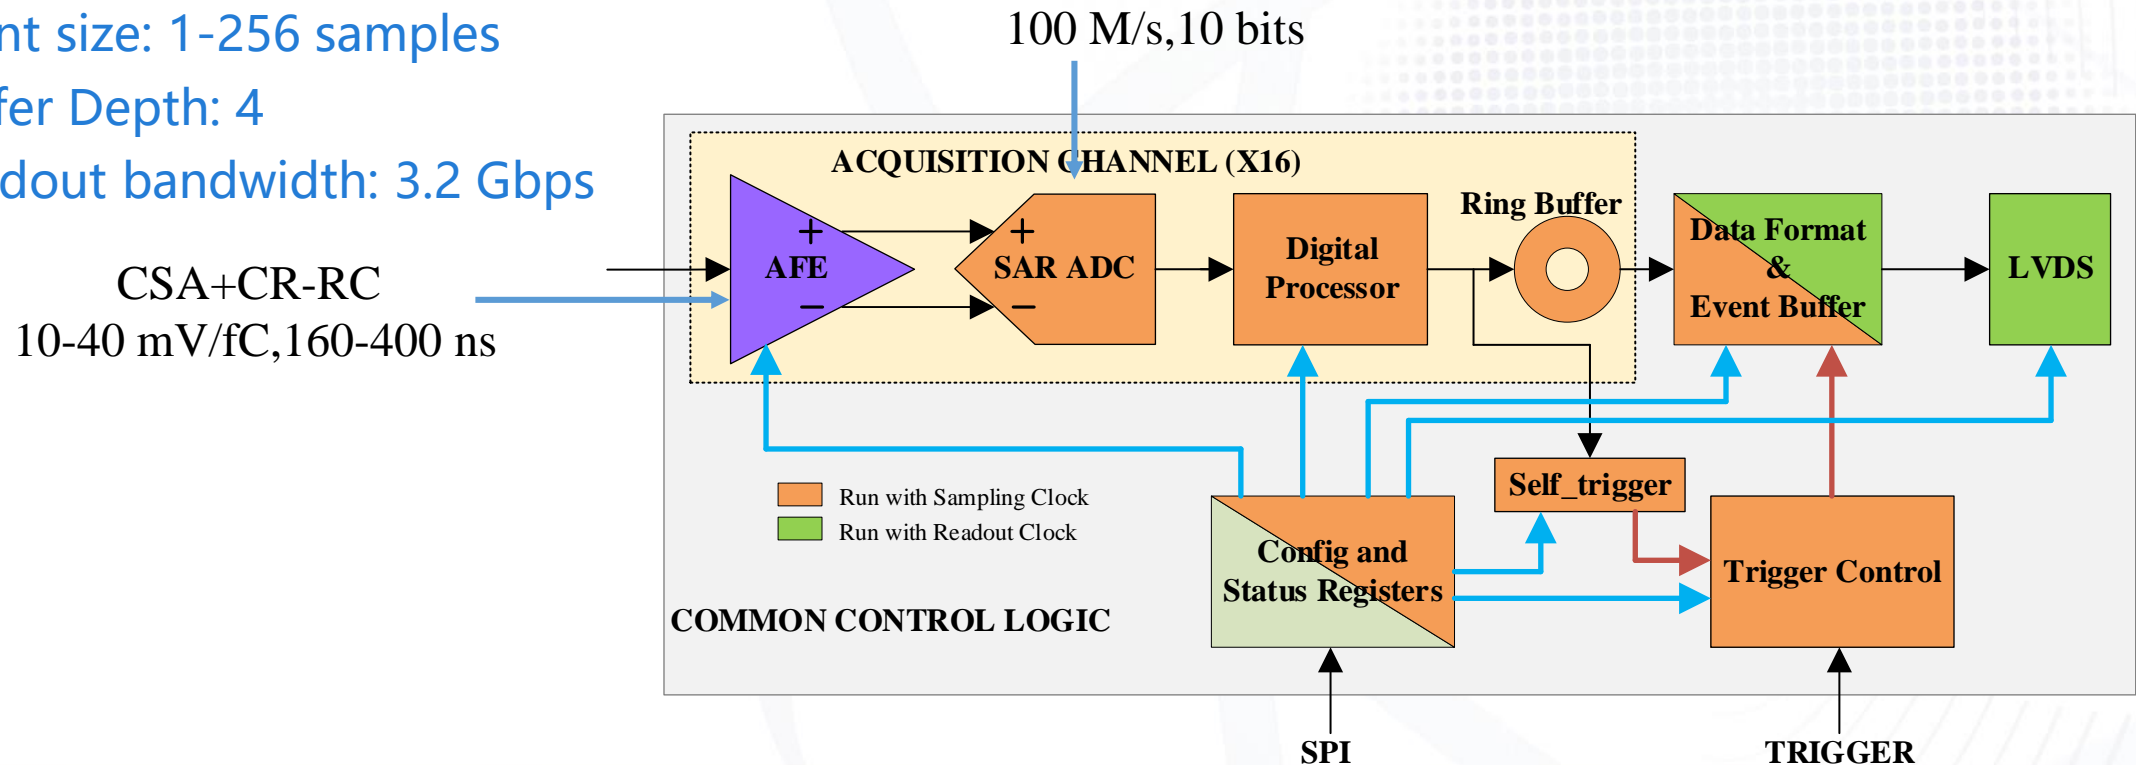 nt size: 1-256 samples
fer Depth: 4
dout bandwidth: 3.2 Gbps
100 M/s,10 bits
CSA+CR-RC
10-40 mV/fC,160-400 ns
ACQUISITION CHANNEL (X16)
+
AFE
−
+
SAR ADC
−
Digital
Processor
Ring Buffer
Data Format
&
Event Buffer
LVDS
Run with Sampling Clock
Run with Readout Clock
Self_trigger
Config and
Status Registers
Trigger Control
COMMON CONTROL LOGIC
SPI
TRIGGER